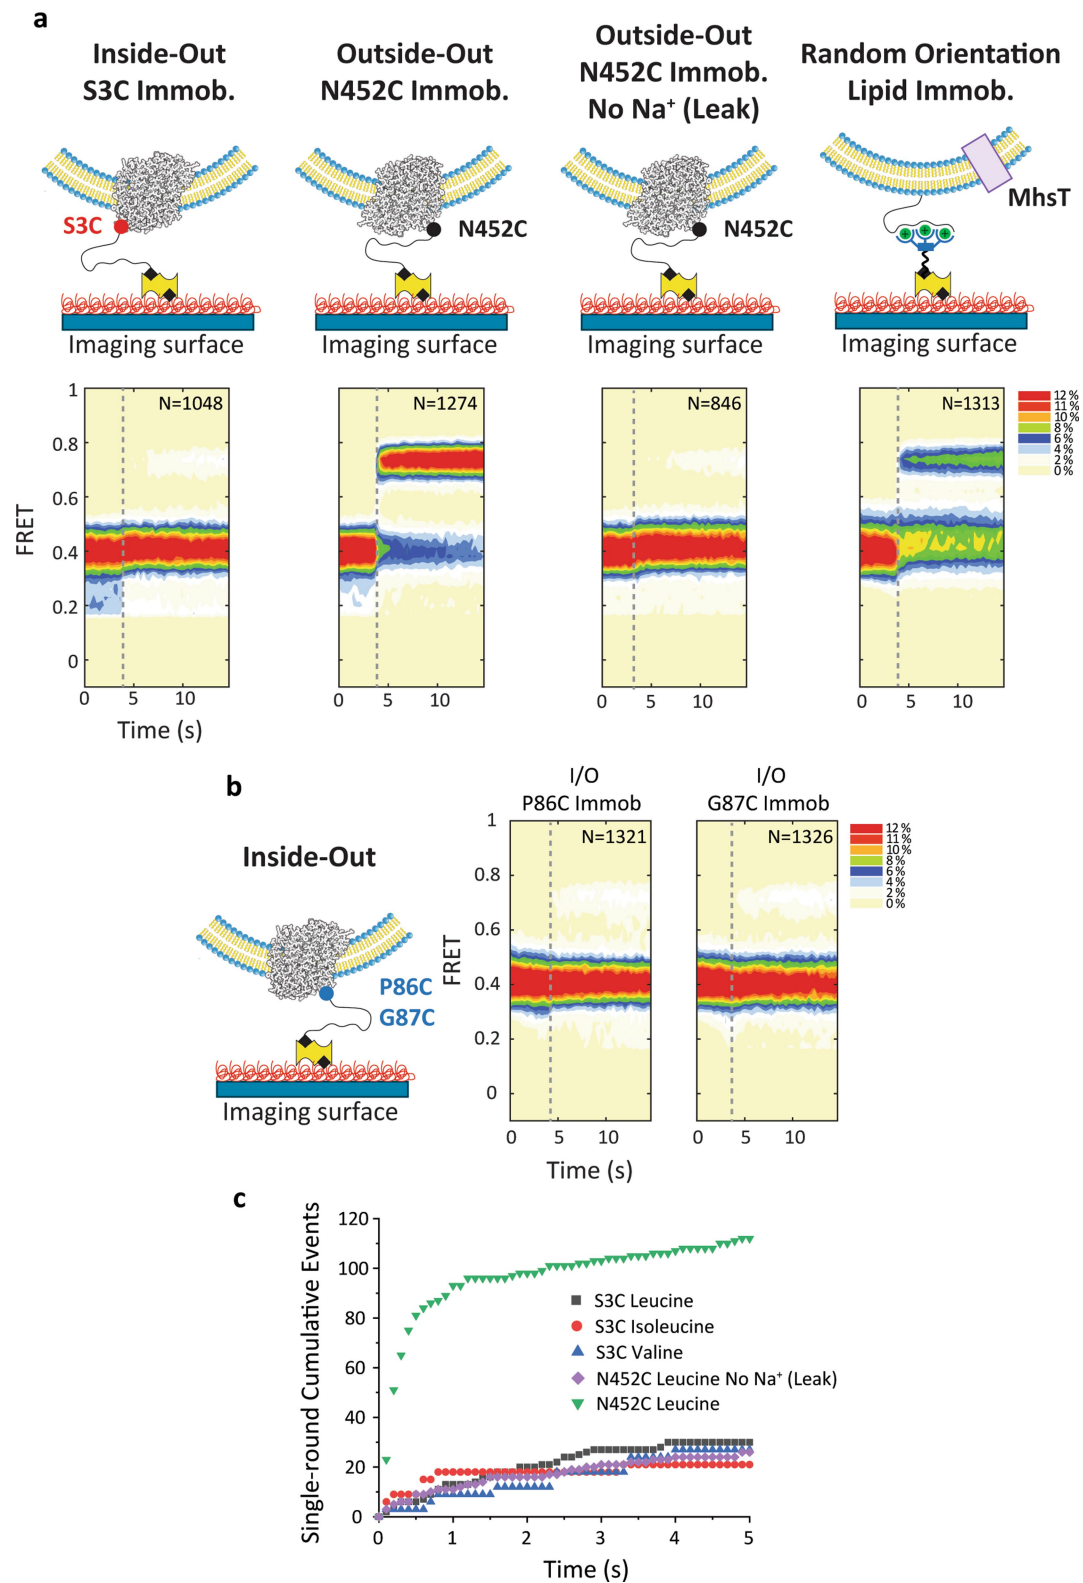 a
Inside-Out
S3C Immob.
Outside-Out
N452C Immob.
Outside-Out
N452C Immob.
No Na⁺ (Leak)
Random Orientation
Lipid Immob.
S3C
N452C
N452C
MhsT
+ + +
Imaging surface
Imaging surface
Imaging surface
Imaging surface
FRET
1
0.8
0.6
0.4
0.2
0
N=1048
N=1274
N=846
N=1313
12 %
11 %
10 %
8 %
6 %
4 %
2 %
0 %
0 5 10
0 5 10
0 5 10
0 5 10
Time (s)
b
Inside-Out
P86C
G87C
Imaging surface
I/O
P86C Immob
I/O
G87C Immob
FRET
1
0.8
0.6
0.4
0.2
0
N=1321
N=1326
12 %
11 %
10 %
8 %
6 %
4 %
2 %
0 %
0 5 10
0 5 10
Time (s)
c
Single-round Cumulative Events
120
100
80
60
40
20
0
S3C Leucine
S3C Isoleucine
S3C Valine
N452C Leucine No Na⁺ (Leak)
N452C Leucine
0 1 2 3 4 5
Time (s)